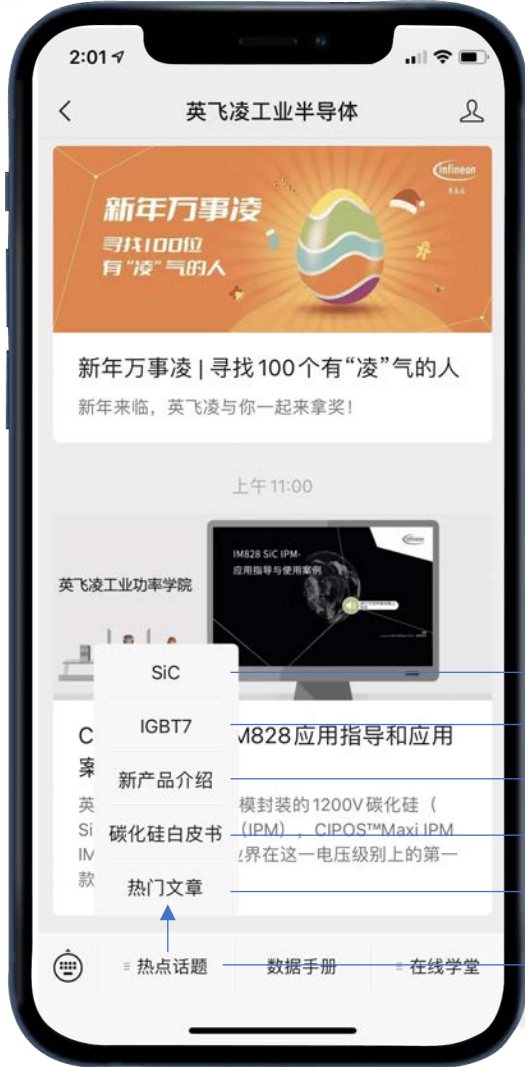 2:01
英飞凌工业半导体
infineon
新年万事凌
寻找100位
有“凌”气的人
新年万事凌 | 寻找100个有“凌”气的人
新年来临，英飞凌与你一起来拿奖！
上午 11:00
英飞凌工业功率学院
IM828 SiC IPM-
应用指导与使用案例
infineon
C
M828应用指导和应用
案
英
模封装的1200V碳化硅（
Si
（IPM），CIPOS™Maxi IPM
IM
业界在这一电压级别上的第一
款
SiC
IGBT7
新产品介绍
碳化硅白皮书
热门文章
热点话题
数据手册
在线学堂